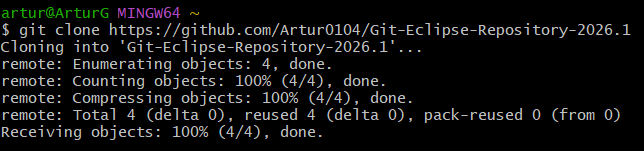 artur@ArturG MINGW64 ~
$ git clone https://github.com/Artur0104/Git-Eclipse-Repository-2026.1
Cloning into 'Git-Eclipse-Repository-2026.1'...
remote: Enumerating objects: 4, done.
remote: Counting objects: 100% (4/4), done.
remote: Compressing objects: 100% (4/4), done.
remote: Total 4 (delta 0), reused 4 (delta 0), pack-reused 0 (from 0)
Receiving objects: 100% (4/4), done.